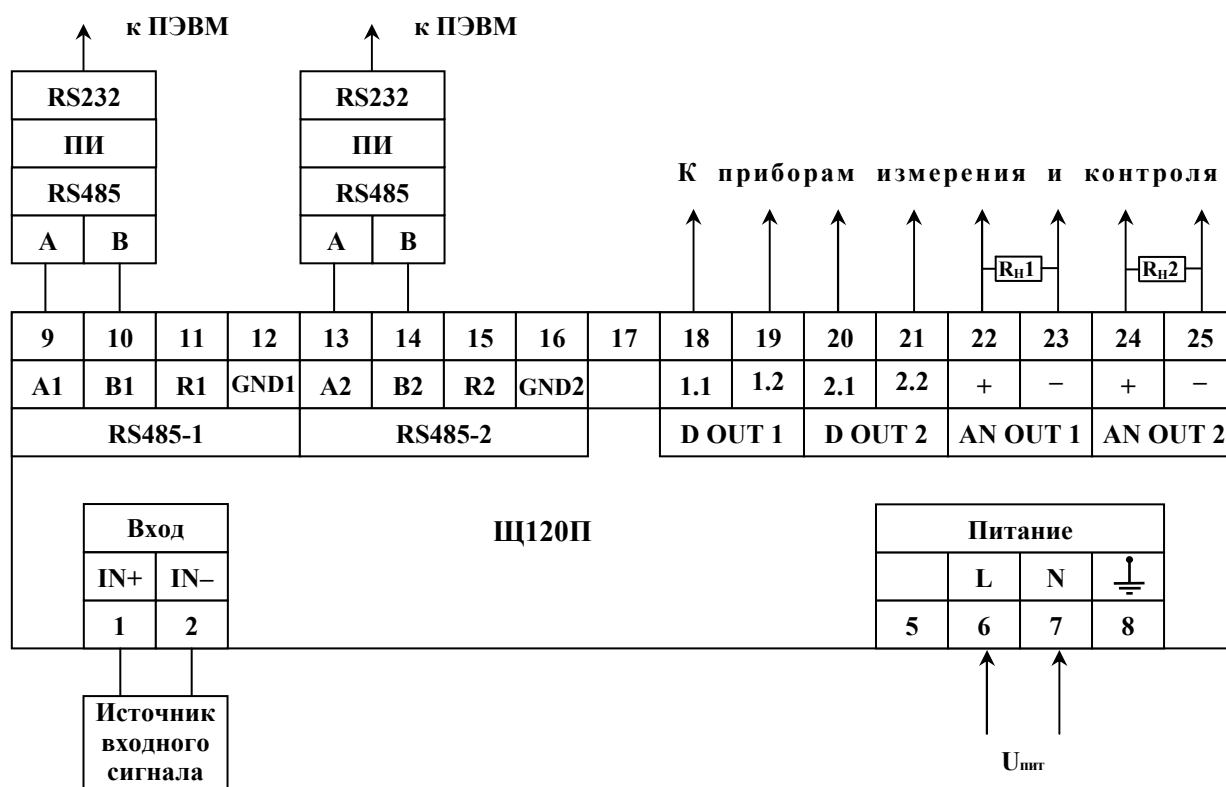 к ПЭВМ к ПЭВМ
RS232 RS232
ПИ ПИ
RS485 RS485
К приборам измерения и контроля
A B A B
Rн1 Rн2
9 10 11 12 13 14 15 16 17 18 19 20 21 22 23 24 25
A1 B1 R1 GND1 A2 B2 R2 GND2 1.1 1.2 2.1 2.2 + − + −
RS485-1 RS485-2 D OUT 1 D OUT 2 AN OUT 1 AN OUT 2
Вход Щ120П Питание
IN+ IN− L N
1 2 5 6 7 8
Источник
входного
сигнала
Uпит